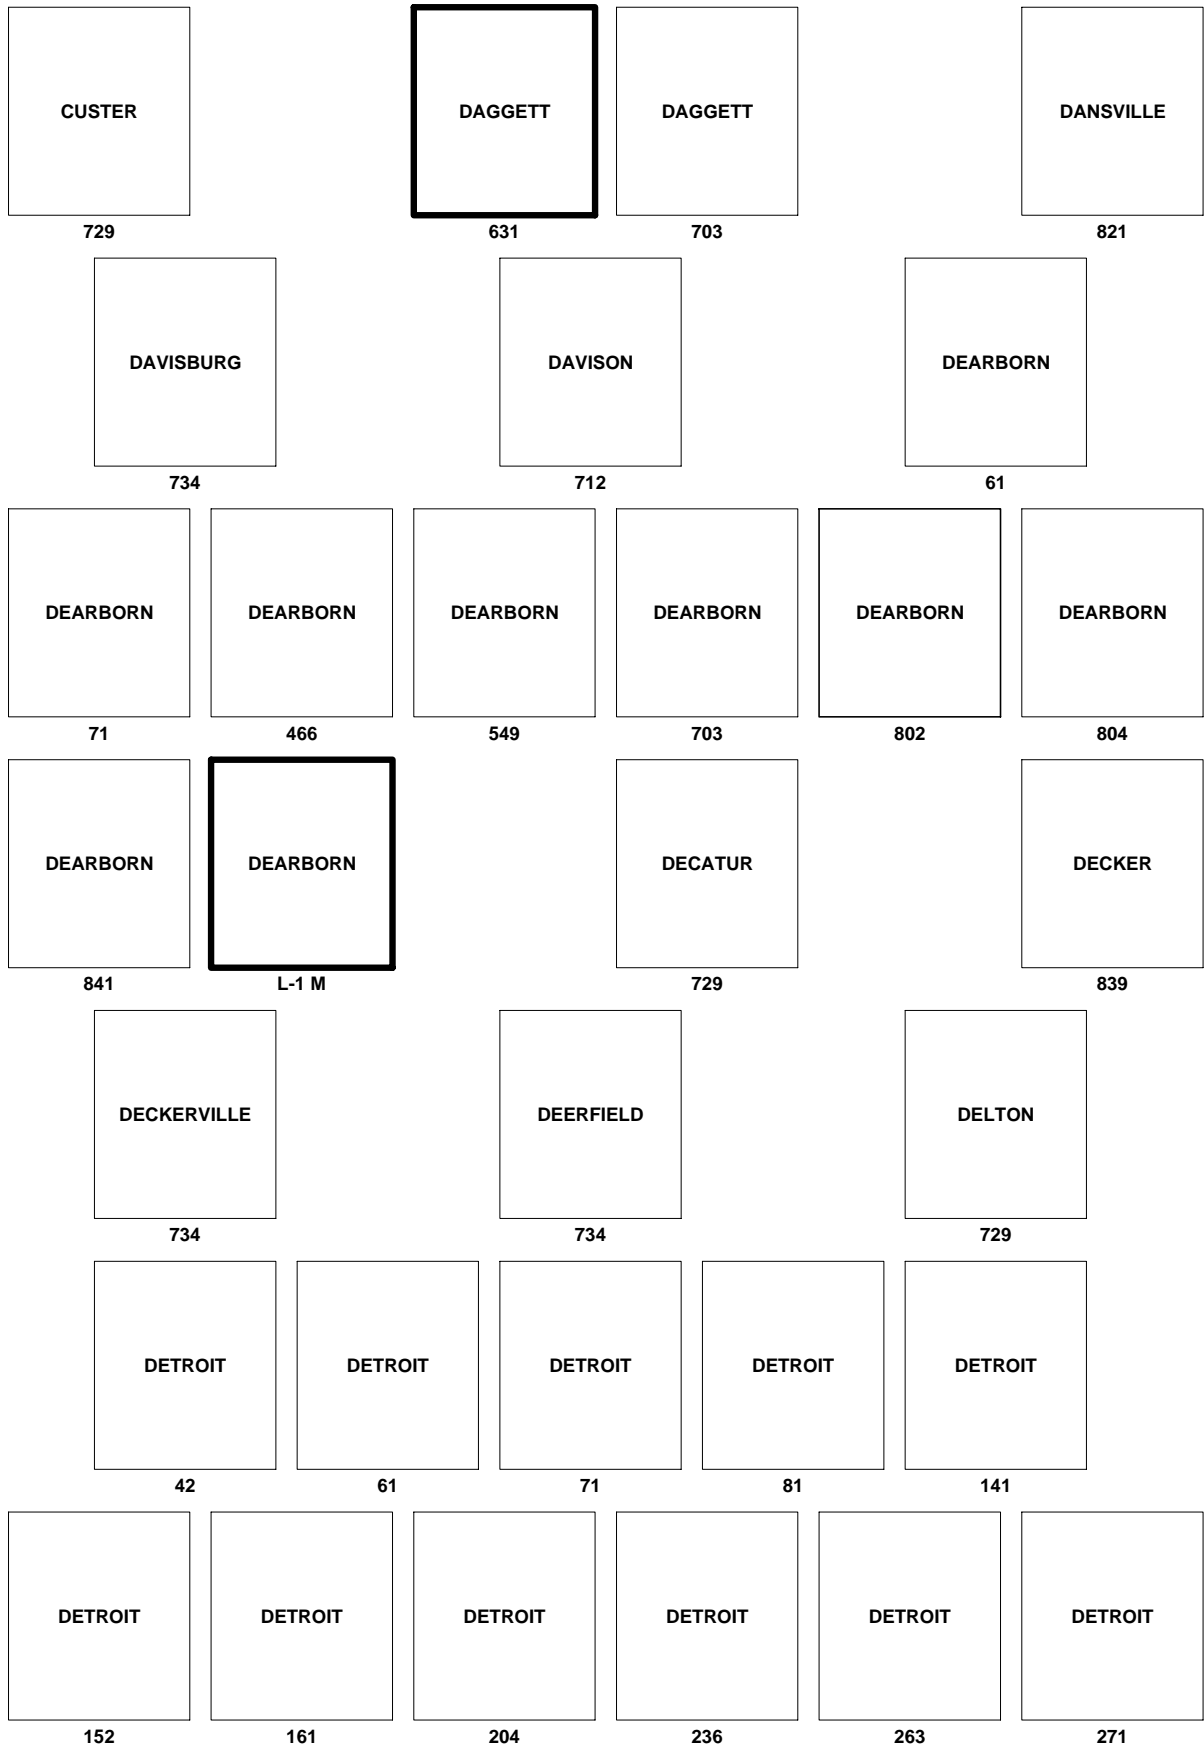 CUSTER DAGGETT DAGGETT DANSVILLE
729 631 703 821
DAVISBURG DAVISON DEARBORN
734 712 61
DEARBORN DEARBORN DEARBORN DEARBORN DEARBORN DEARBORN
71 466 549 703 802 804
DEARBORN DEARBORN DECATUR DECKER
841 L-1 M 729 839
DECKERVILLE DEERFIELD DELTON
734 734 729
DETROIT DETROIT DETROIT DETROIT DETROIT
42 61 71 81 141
DETROIT DETROIT DETROIT DETROIT DETROIT DETROIT
152 161 204 236 263 271